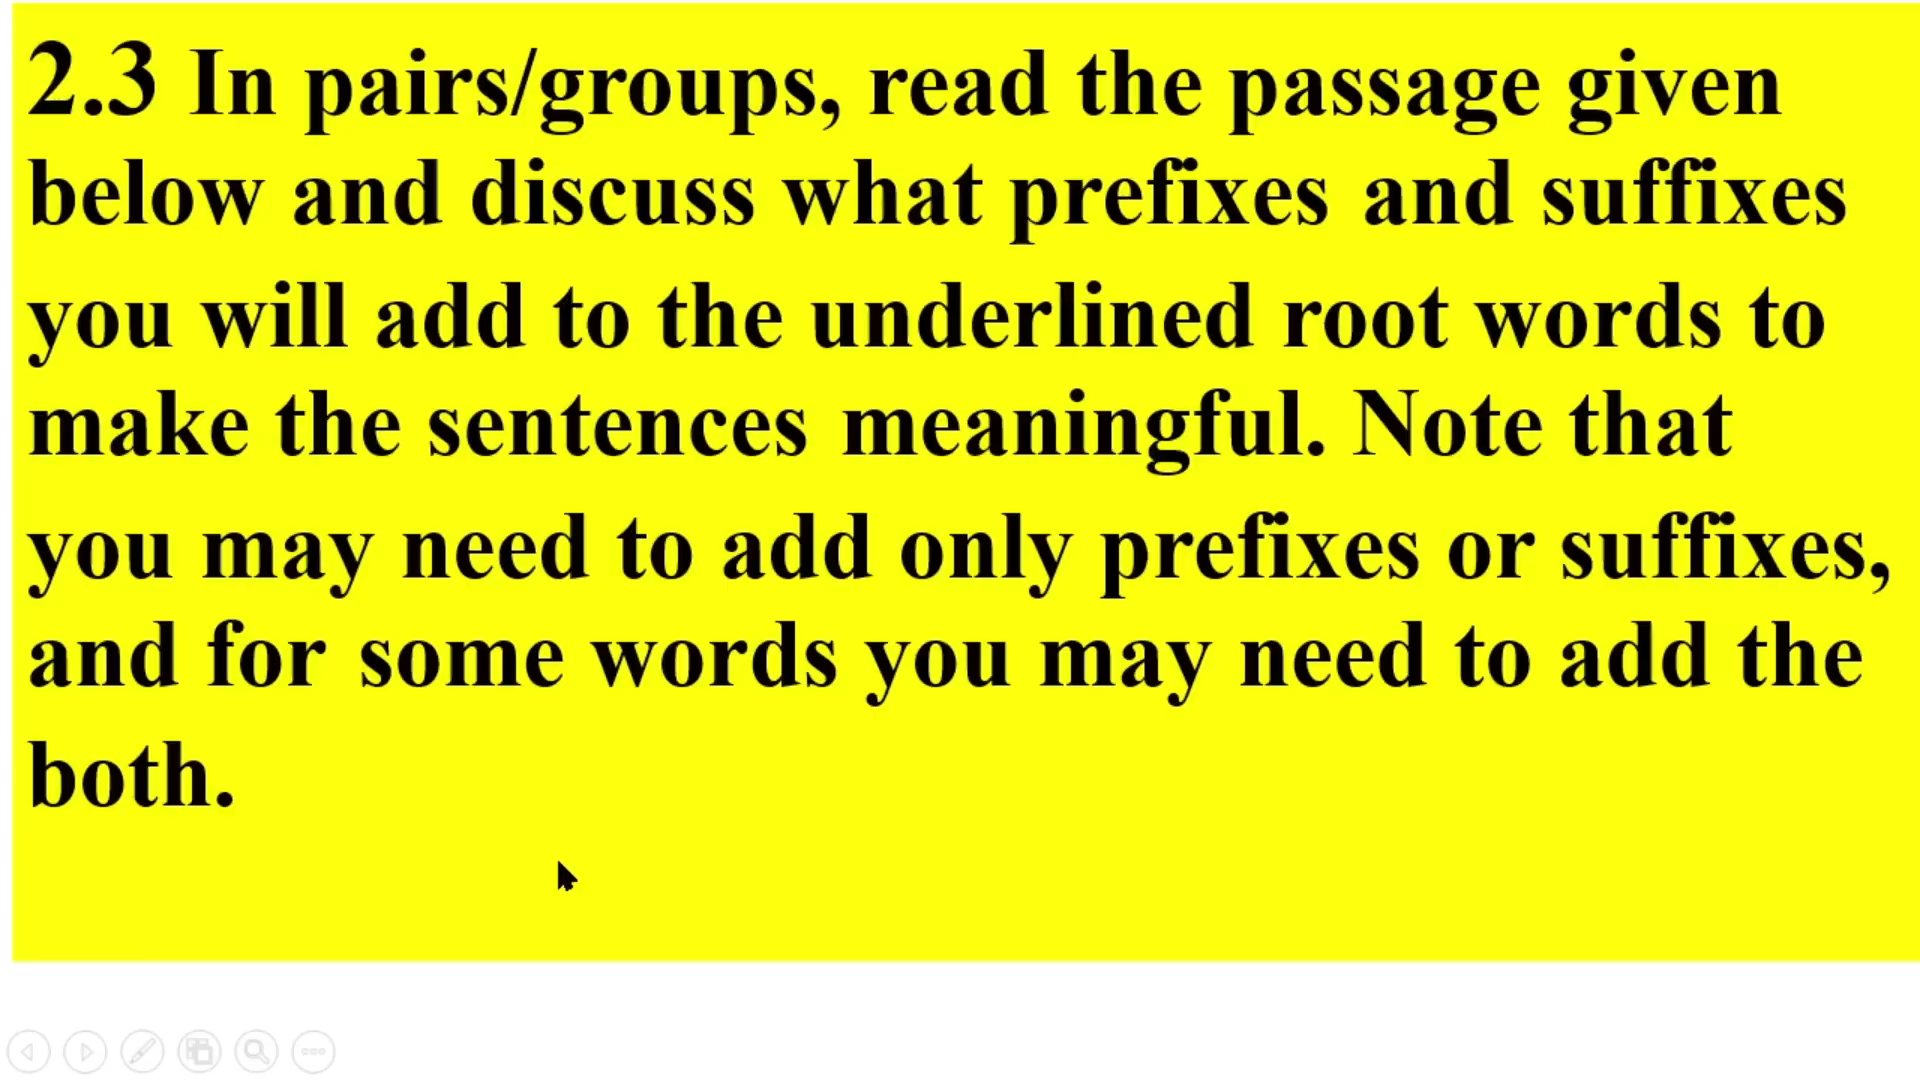 2.3 In pairs/groups, read the passage given
below and discuss what prefixes and suffixes
you will add to the underlined root words to
make the sentences meaningful. Note that
you may need to add only prefixes or suffixes,
and for some words you may need to add the
both.